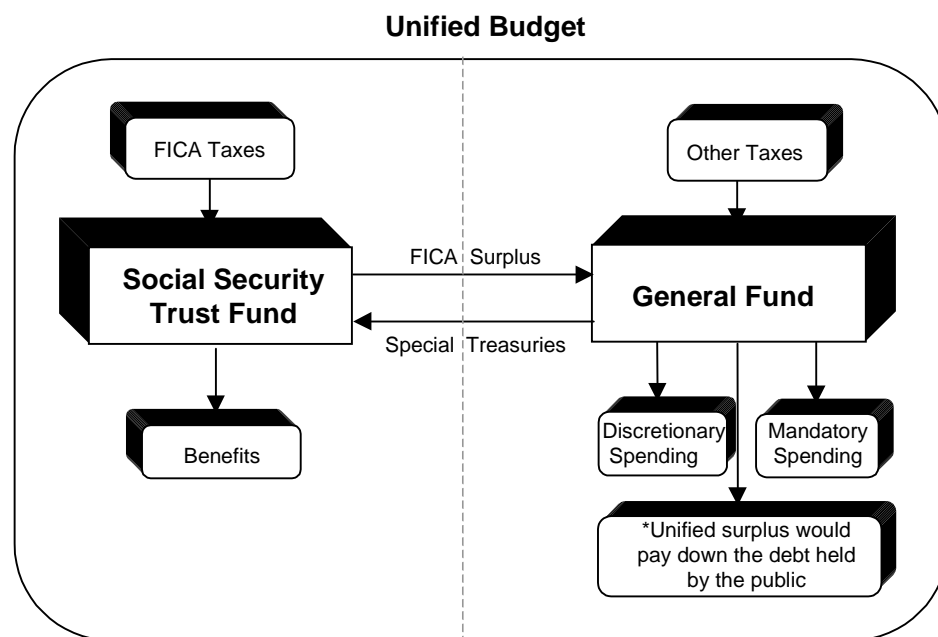 Unified Budget
FICA Taxes
Other Taxes
Social Security
Trust Fund
FICA Surplus
General Fund
Special Treasuries
Benefits
Discretionary
Spending
Mandatory
Spending
*Unified surplus would
pay down the debt held
by the public